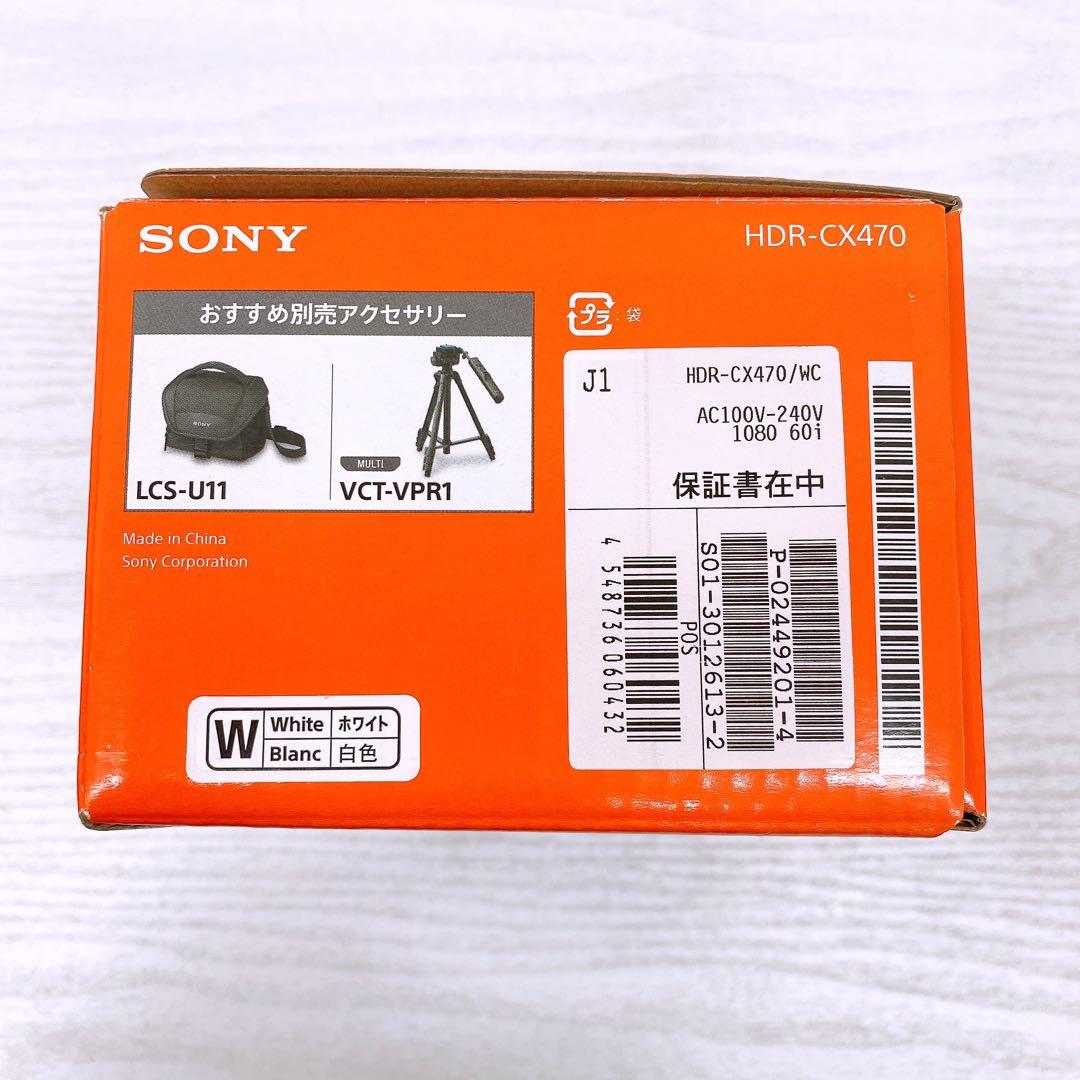 SONY
HDR-CX470
おすすめ別売アクセサリー
SONY
LCS-U11
MULTI
VCT-VPR1
Made in China
Sony Corporation
プラ : 袋
J1
HDR-CX470/WC
AC100V-240V
1080 60i
保証書在中
4 548736 060432
POS
S01-3012613-2
P-02449201-4
W
White ホワイト
Blanc 白色